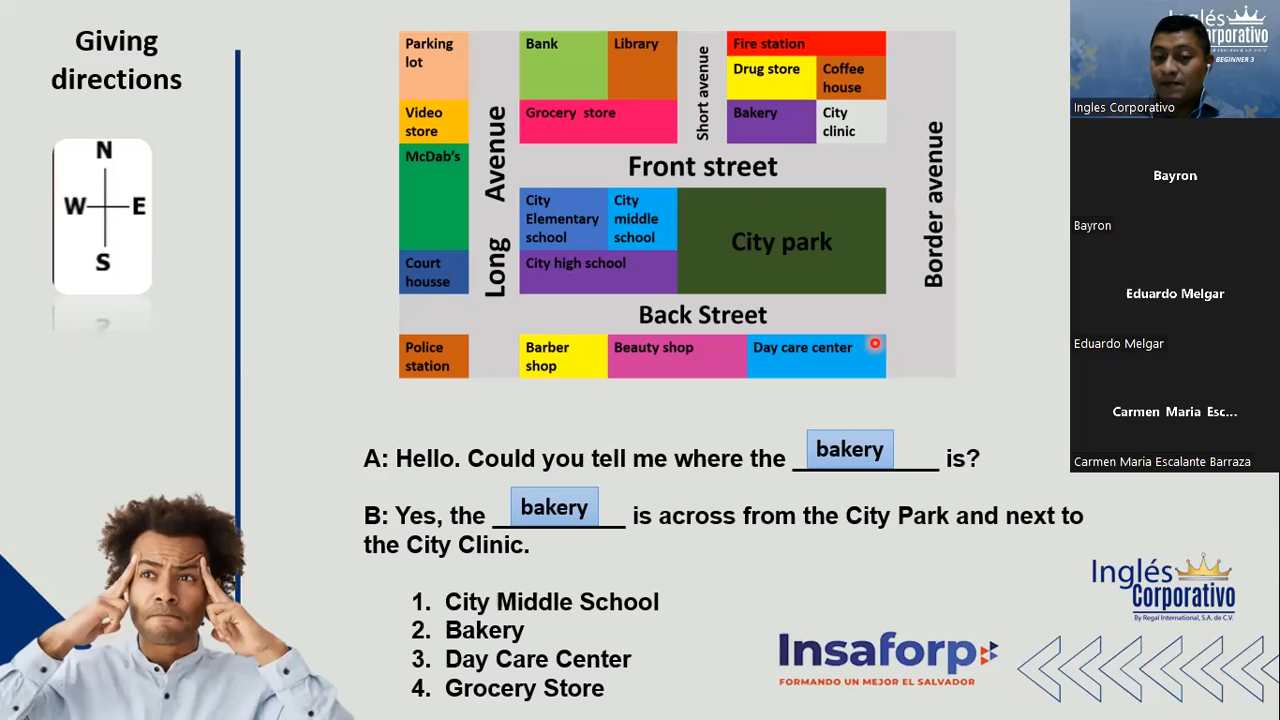 Giving
directions
N
W
E
S
Parking
lot
Bank
Library
Short avenue
Fire station
Drug store
Coffee
house
Video
store
Long Avenue
Grocery store
Bakery
City
clinic
McDab's
Front street
Border avenue
City
Elementary
school
City
middle
school
City park
Court
housse
City high school
Back Street
Police
station
Barber
shop
Beauty shop
Day care center
A: Hello. Could you tell me where the bakery is?
B: Yes, the bakery is across from the City Park and next to
the City Clinic.
1. City Middle School
2. Bakery
3. Day Care Center
4. Grocery Store
Insaforp
FORMANDO UN MEJOR EL SALVADOR
Inglés
Corporativo
By Regal International, S.A. de C.V.
Inglés
orporativo
BEGINNER 3
Ingles Corporativo
Bayron
Bayron
Eduardo Melgar
Eduardo Melgar
Carmen Maria Esc...
Carmen Maria Escalante Barraza